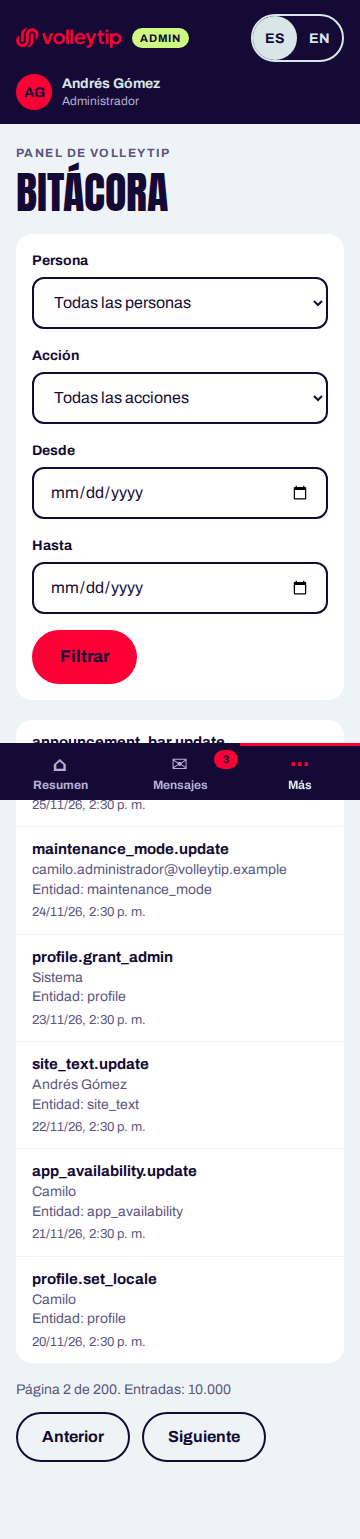 volleytip ADMIN ES EN
AG Andrés Gómez
Administrador
PANEL DE VOLLEYTIP
BITÁCORA
Persona
Todas las personas
Acción
Todas las acciones
Desde
mm/dd/yyyy
Hasta
mm/dd/yyyy
Filtrar
announcement_bar.update
3
Resumen Mensajes Más
25/11/26, 2:30 p. m.
maintenance_mode.update
camilo.administrador@volleytip.example
Entidad: maintenance_mode
24/11/26, 2:30 p. m.
profile.grant_admin
Sistema
Entidad: profile
23/11/26, 2:30 p. m.
site_text.update
Andrés Gómez
Entidad: site_text
22/11/26, 2:30 p. m.
app_availability.update
Camilo
Entidad: app_availability
21/11/26, 2:30 p. m.
profile.set_locale
Camilo
Entidad: profile
20/11/26, 2:30 p. m.
Página 2 de 200. Entradas: 10.000
Anterior Siguiente